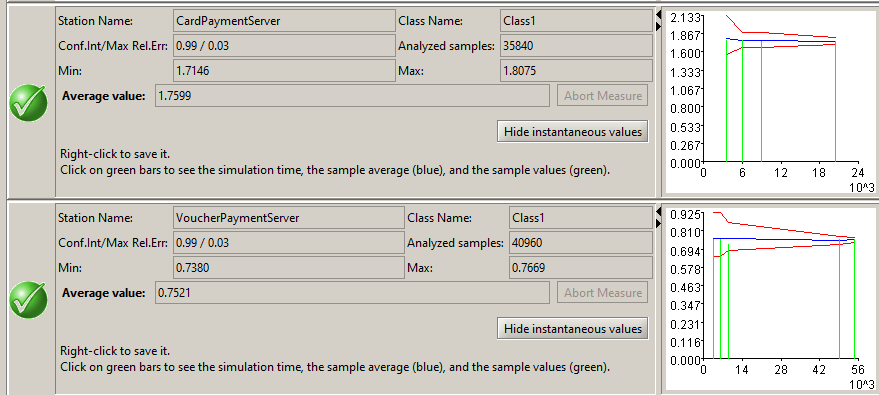 Station Name: CardPaymentServer Class Name: Class1
Conf.Int/Max Rel.Err: 0.99 / 0.03 Analyzed samples: 35840
Min: 1.7146 Max: 1.8075
Average value: 1.7599 Abort Measure
Hide instantaneous values
Right-click to save it.
Click on green bars to see the simulation time, the sample average (blue), and the sample values (green).
2.133
1.867
1.600
1.333
1.067
0.800
0.533
0.267
0.000
0 6 12 18 24
10^3
Station Name: VoucherPaymentServer Class Name: Class1
Conf.Int/Max Rel.Err: 0.99 / 0.03 Analyzed samples: 40960
Min: 0.7380 Max: 0.7669
Average value: 0.7521 Abort Measure
Hide instantaneous values
Right-click to save it.
Click on green bars to see the simulation time, the sample average (blue), and the sample values (green).
0.925
0.810
0.694
0.578
0.463
0.347
0.231
0.116
0.000
0 14 28 42 56
10^3